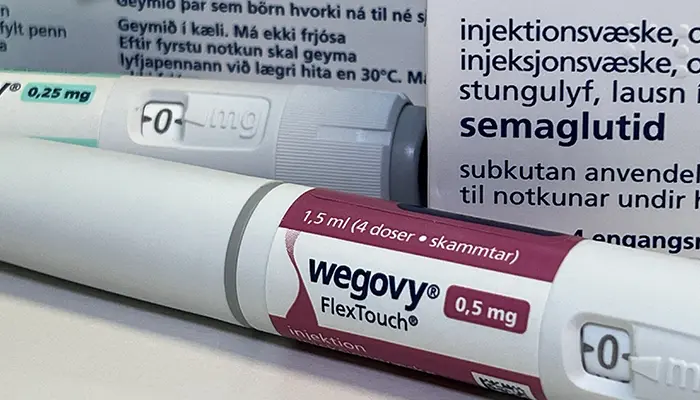 fylt penn
Geymið þar sem börn hvorki ná til né s
Geymið í kæli. Má ekki frjósa
Eftir fyrstu notkun skal geyma
lyfjapennann við lægri hita en 30°C. Má
injektionsvæske, o
injeksjonsvæske, o
stungulyf, lausn í
semaglutid
subkutan anvendel
til notkunar undir h
4 engangsn
y® 0,25 mg
0 mg
1,5 ml (4 doser • skammtar)
wegovy® 0,5 mg
FlexTouch®
injektion
0 m